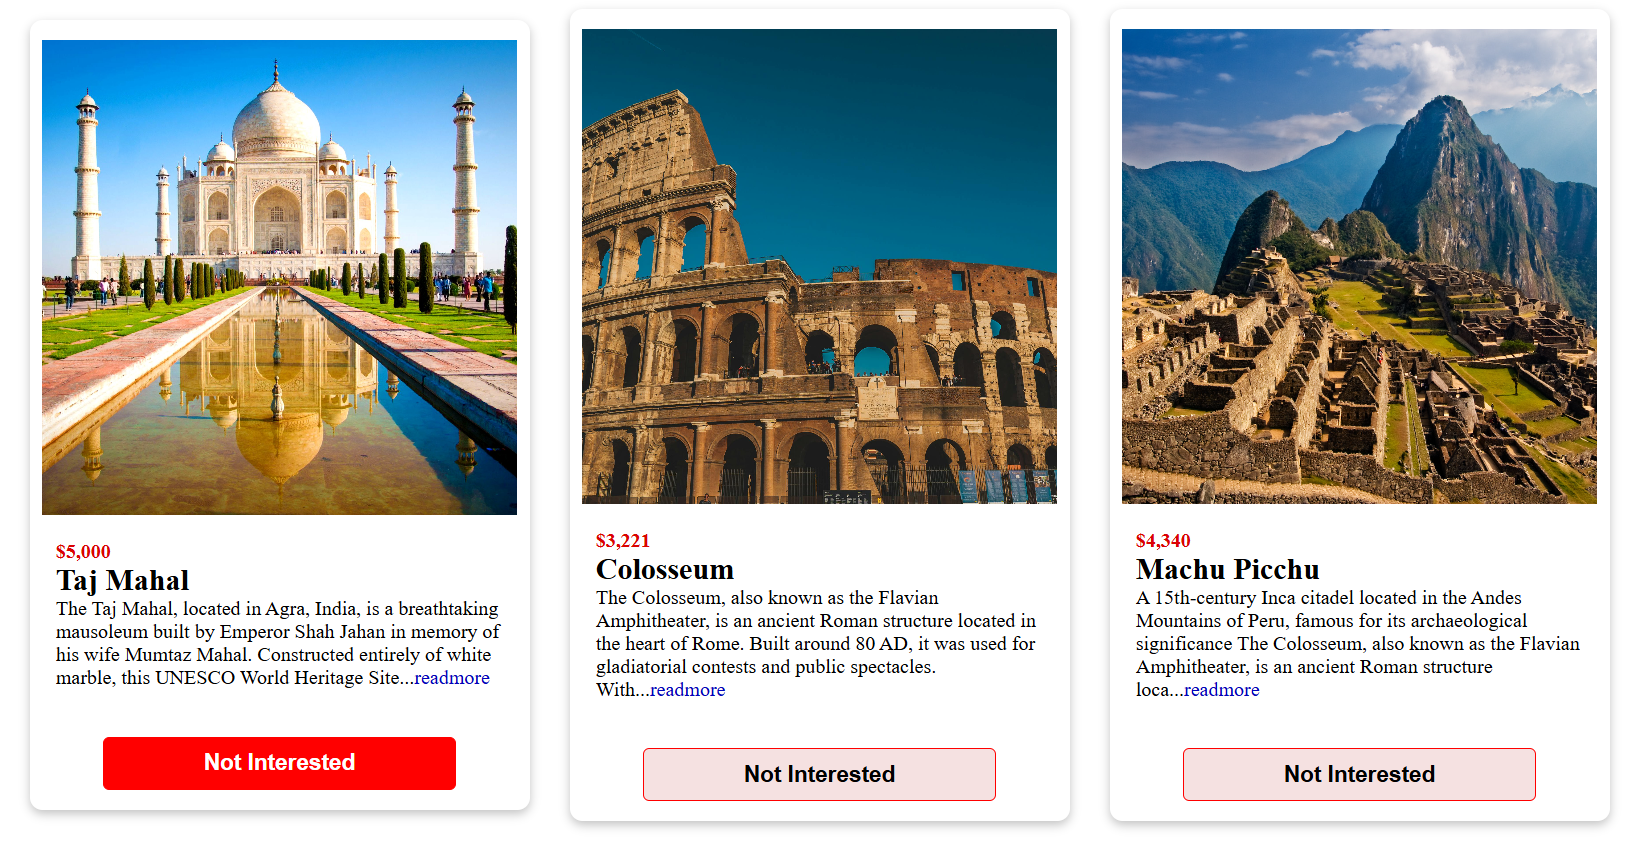 $5,000
Taj Mahal
The Taj Mahal, located in Agra, India, is a breathtaking
mausoleum built by Emperor Shah Jahan in memory of
his wife Mumtaz Mahal. Constructed entirely of white
marble, this UNESCO World Heritage Site...readmore
Not Interested
$3,221
Colosseum
The Colosseum, also known as the Flavian
Amphitheater, is an ancient Roman structure located in
the heart of Rome. Built around 80 AD, it was used for
gladiatorial contests and public spectacles.
With...readmore
Not Interested
$4,340
Machu Picchu
A 15th-century Inca citadel located in the Andes
Mountains of Peru, famous for its archaeological
significance The Colosseum, also known as the Flavian
Amphitheater, is an ancient Roman structure
loca...readmore
Not Interested